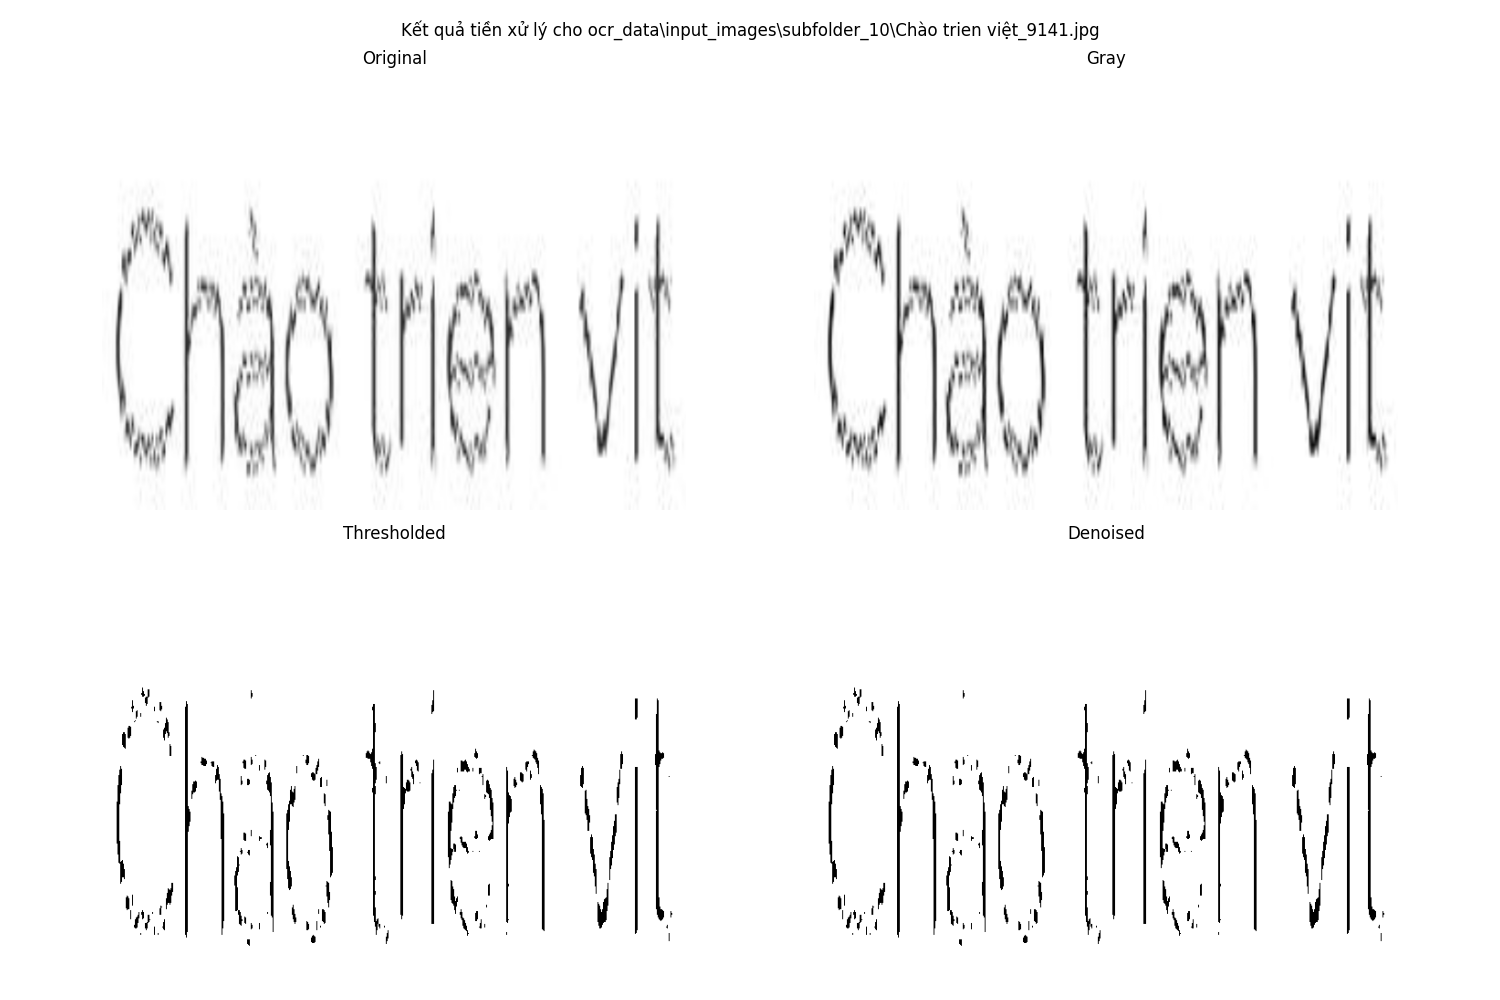 Kết quả tiền xử lý cho ocr_data\input_images\subfolder_10\Chào trien việt_9141.jpg
Original
Gray
Chào trien vit
Chào trien vit
Thresholded
Denoised
Chào trien vit
Chào trien vit